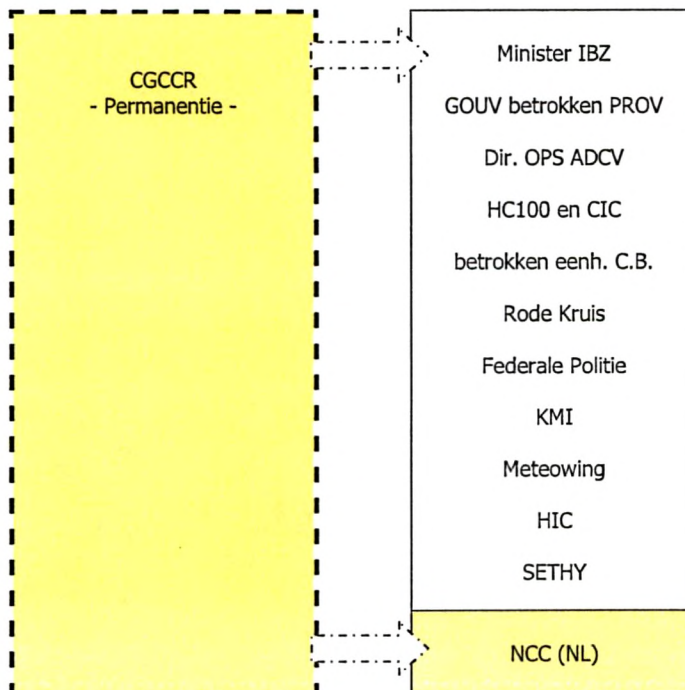 CGCCR
- Permanentie -
Minister IBZ
GOUV betrokken PROV
Dir. OPS ADCV
HC100 en CIC
betrokken eenh. C.B.
Rode Kruis
Federale Politie
KMI
Meteowing
HIC
SETHY
NCC (NL)